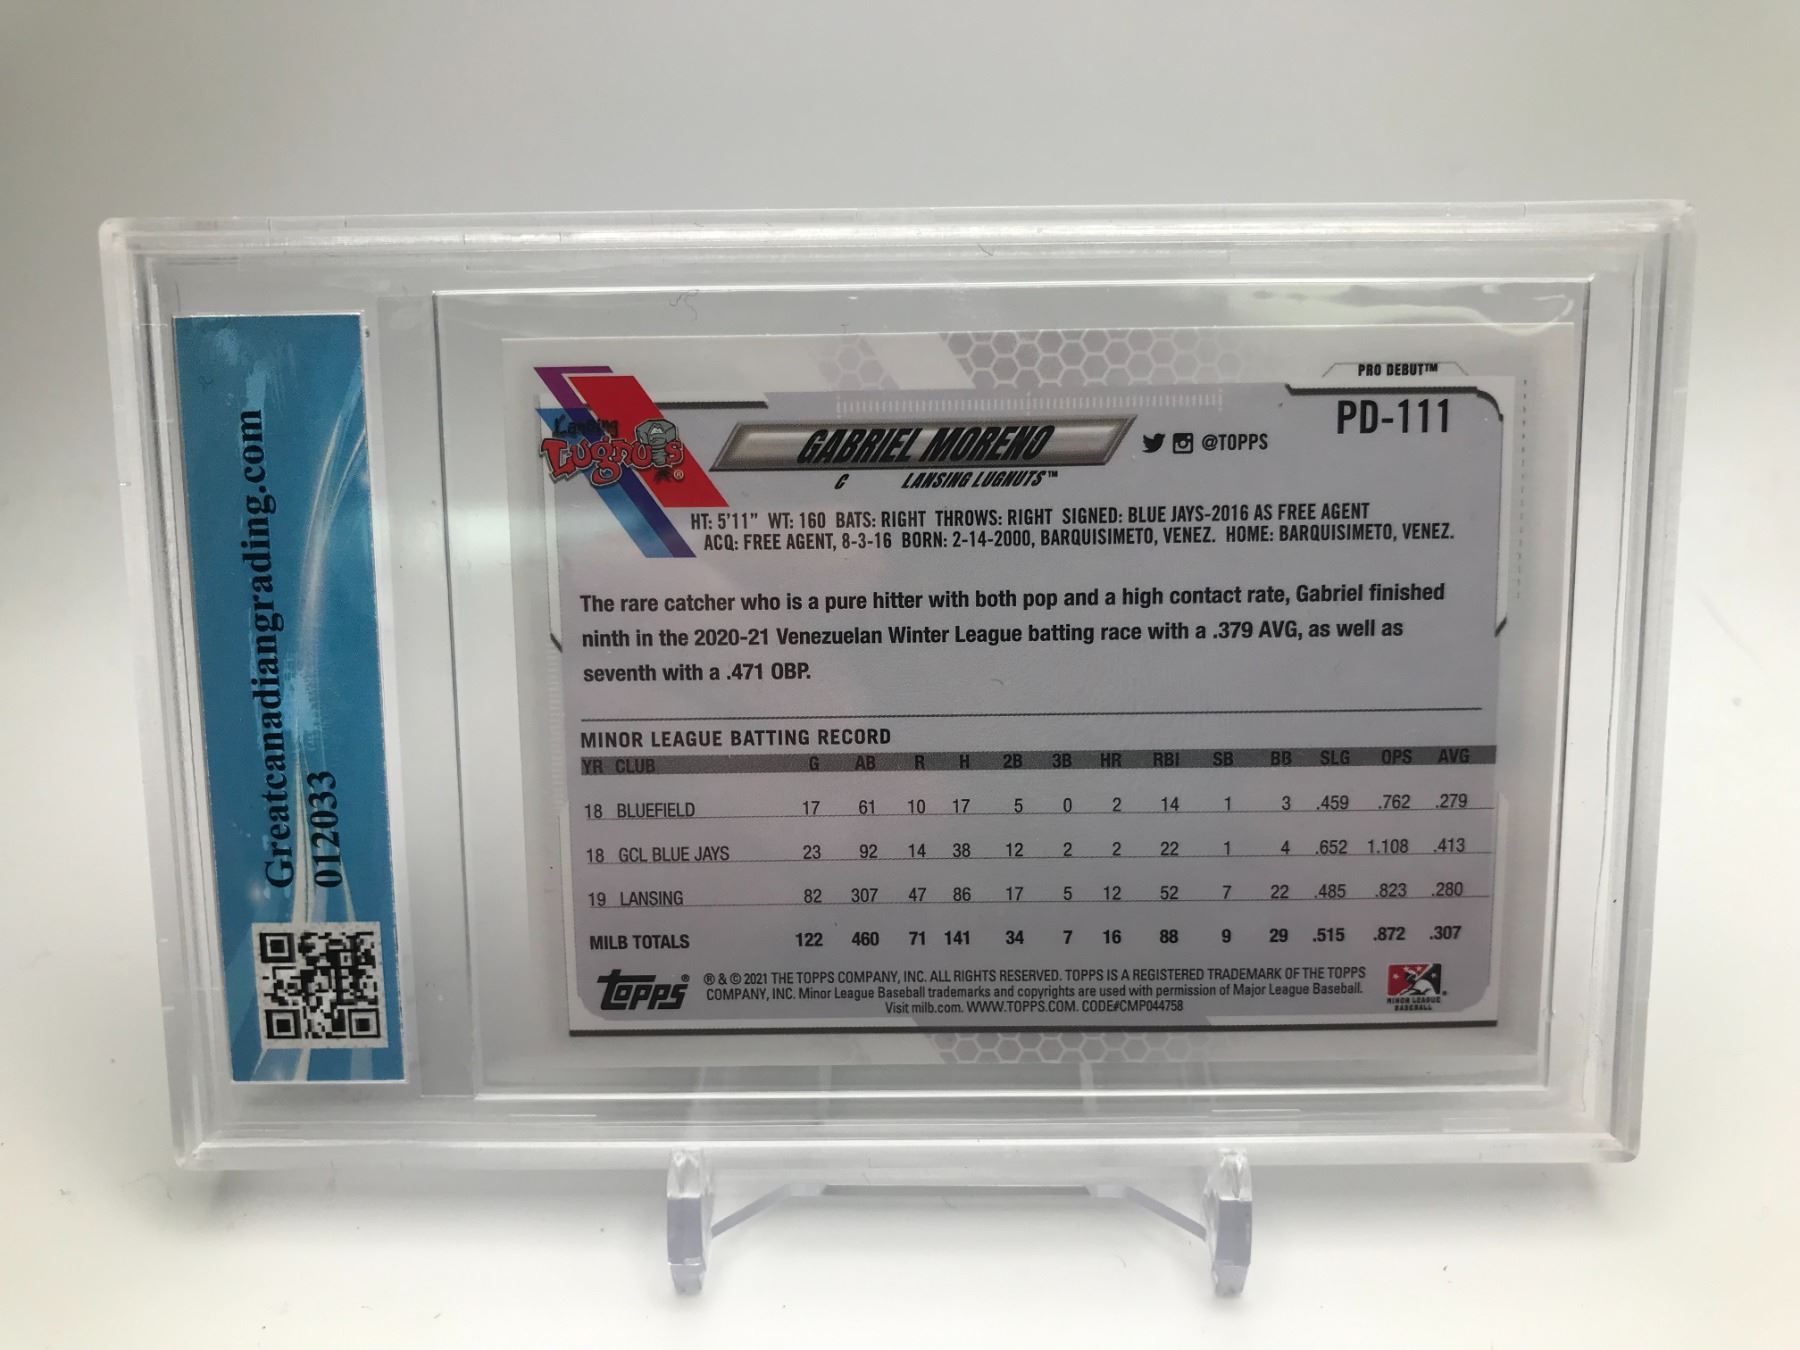 Greatcanadiangrading.com
012033
PRO DEBUT™
PD-111
Lansing
Lugnuts®
GABRIEL MORENO
@TOPPS
C LANSING LUGNUTS™
HT: 5'11" WT: 160 BATS: RIGHT THROWS: RIGHT SIGNED: BLUE JAYS-2016 AS FREE AGENT
ACQ: FREE AGENT, 8-3-16 BORN: 2-14-2000, BARQUISIMETO, VENEZ. HOME: BARQUISIMETO, VENEZ.
The rare catcher who is a pure hitter with both pop and a high contact rate, Gabriel finished
ninth in the 2020-21 Venezuelan Winter League batting race with a .379 AVG, as well as
seventh with a .471 OBP.
MINOR LEAGUE BATTING RECORD
YR CLUB G AB R H 2B 3B HR RBI SB BB SLG OPS AVG
18 BLUEFIELD 17 61 10 17 5 0 2 14 1 3 .459 .762 .279
18 GCL BLUE JAYS 23 92 14 38 12 2 2 22 1 4 .652 1.108 .413
19 LANSING 82 307 47 86 17 5 12 52 7 22 .485 .823 .280
MILB TOTALS 122 460 71 141 34 7 16 88 9 29 .515 .872 .307
Topps®
® & © 2021 THE TOPPS COMPANY, INC. ALL RIGHTS RESERVED. TOPPS IS A REGISTERED TRADEMARK OF THE TOPPS
COMPANY, INC. Minor League Baseball trademarks and copyrights are used with permission of Major League Baseball.
Visit milb.com. WWW.TOPPS.COM. CODE#CMP044758
MINOR LEAGUE
BASEBALL